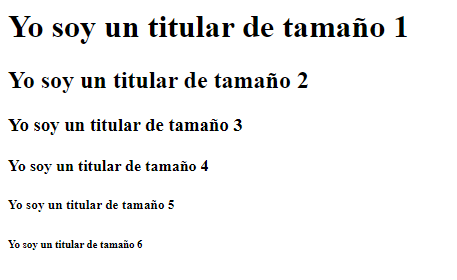 Yo soy un titular de tamaño 1
Yo soy un titular de tamaño 2
Yo soy un titular de tamaño 3
Yo soy un titular de tamaño 4
Yo soy un titular de tamaño 5
Yo soy un titular de tamaño 6